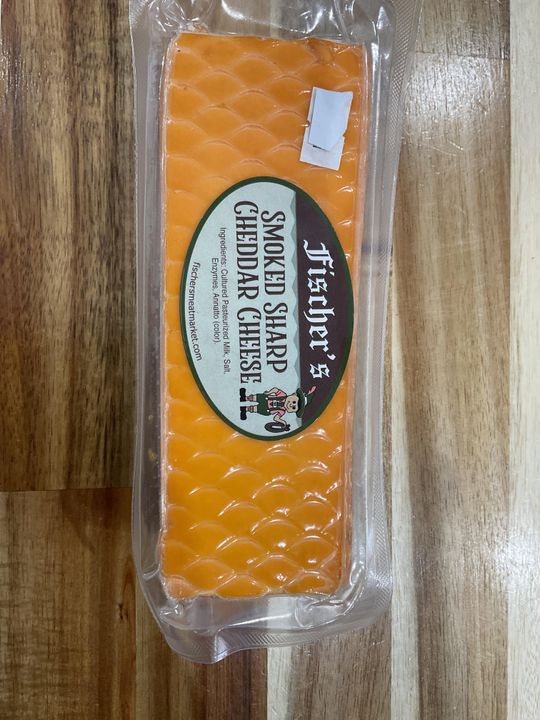 Fischer's
SMOKED SHARP
CHEDDAR CHEESE
Ingredients: Cultured Pasteurized Milk, Salt,
Enzymes, Annatto (color).
fischersmeatmarket.com